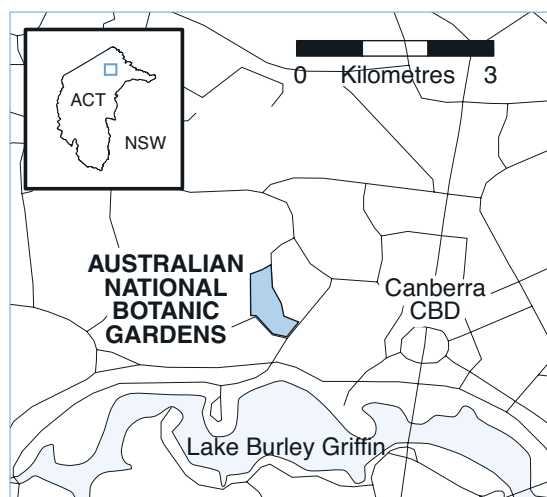 ACT
NSW
0 Kilometres 3
AUSTRALIAN
NATIONAL
BOTANIC
GARDENS
Canberra
CBD
Lake Burley Griffin